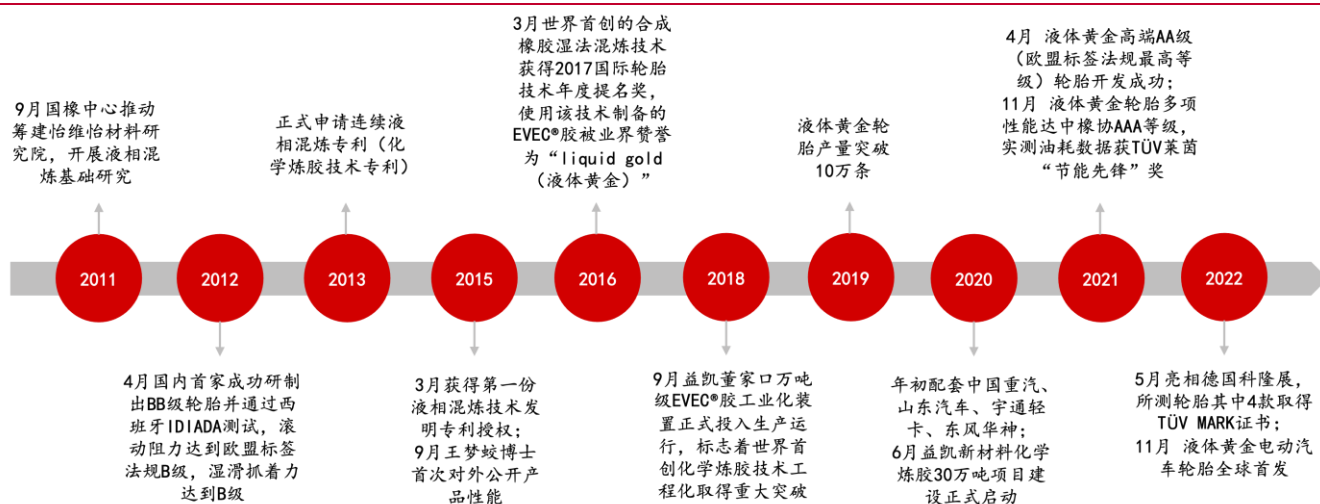 9月国橡中心推动
筹建怡维怡材料研
究院，开展液相混
炼基础研究
正式申请连续液
相混炼专利（化
学炼胶技术专利）
3月世界首创的合成
橡胶湿法混炼技术
获得2017国际轮胎
技术年度提名奖，
使用该技术制备的
EVEC®胶被业界赞誉
为“liquid gold
（液体黄金）”
液体黄金轮
胎产量突破
10万条
4月 液体黄金高端AA级
（欧盟标签法规最高等
级）轮胎开发成功；
11月 液体黄金轮胎多项
性能达中橡协AAA等级，
实测油耗数据获TÜV莱茵
“节能先锋”奖
2011
2012
2013
2015
2016
2018
2019
2020
2021
2022
4月国内首家成功研制
出BB级轮胎并通过西
班牙IDIADA测试，滚
动阻力达到欧盟标签
法规B级，湿滑抓着力
达到B级
3月获得第一份
液相混炼技术发
明专利授权；
9月王梦蛟博士
首次对外公开产
品性能
9月益凯董家口万吨
级EVEC®胶工业化装
置正式投入生产运
行，标志着世界首
创化学炼胶技术工
程化取得重大突破
年初配套中国重汽、
山东汽车、宇通轻
卡、东风华神；
6月益凯新材料化学
炼胶30万吨项目建
设正式启动
5月亮相德国科隆展，
所测轮胎其中4款取得
TÜV MARK证书；
11月 液体黄金电动汽
车轮胎全球首发